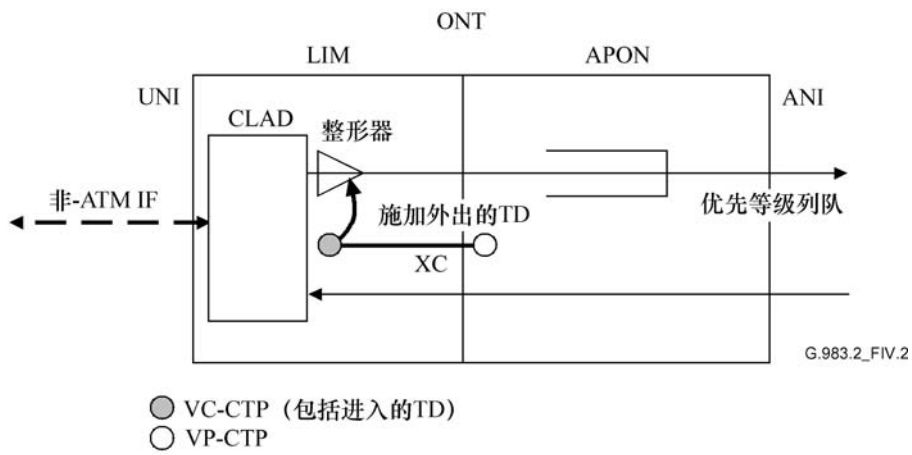 ONT
LIM
APON
UNI
ANI
CLAD
整形器
非-ATM IF
施加外出的TD
优先等级列队
XC
G.983.2_FIV.2
VC-CTP（包括进入的TD）
VP-CTP